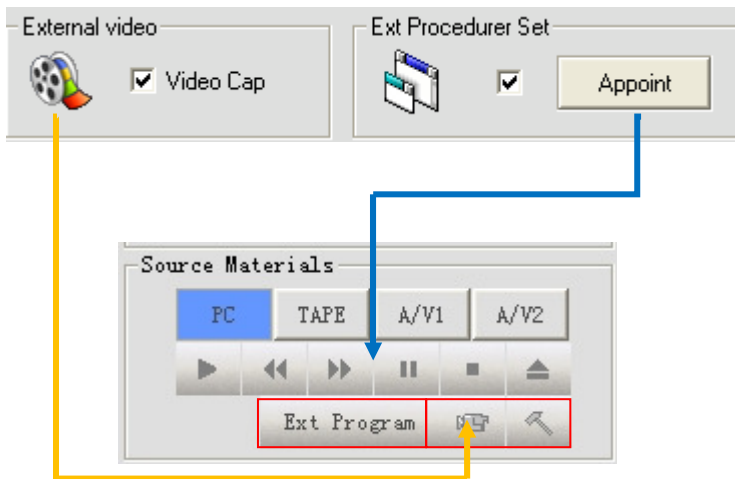 External video
Ext Procedurer Set
Video Cap
Appoint
Source Materials
PC TAPE A/V1 A/V2
Ext Program